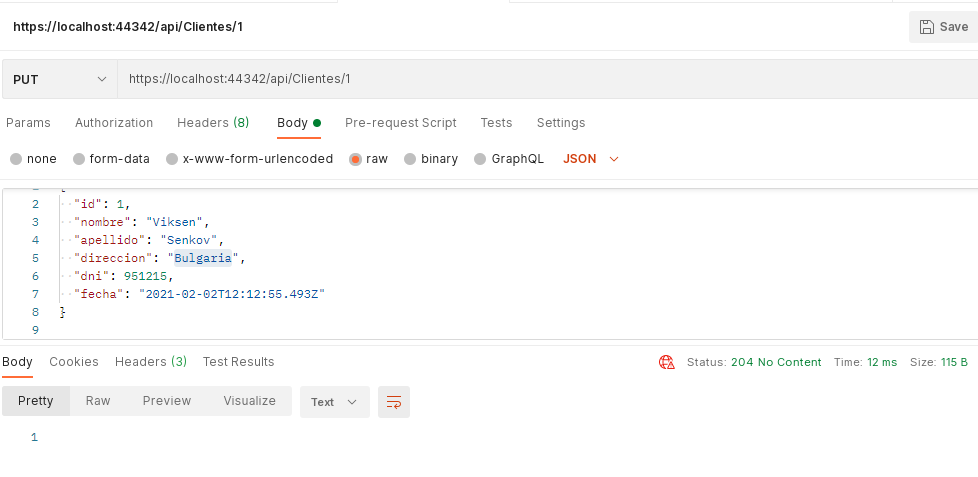 https://localhost:44342/api/Clientes/1
Save
PUT https://localhost:44342/api/Clientes/1
Params Authorization Headers (8) Body Pre-request Script Tests Settings
none form-data x-www-form-urlencoded raw binary GraphQL JSON
2 "id": 1,
3 "nombre": "Viksen",
4 "apellido": "Senkov",
5 "direccion": "Bulgaria",
6 "dni": 951215,
7 "fecha": "2021-02-02T12:12:55.493Z"
8 }
9
Body Cookies Headers (3) Test Results Status: 204 No Content Time: 12 ms Size: 115 B
Pretty Raw Preview Visualize Text
1